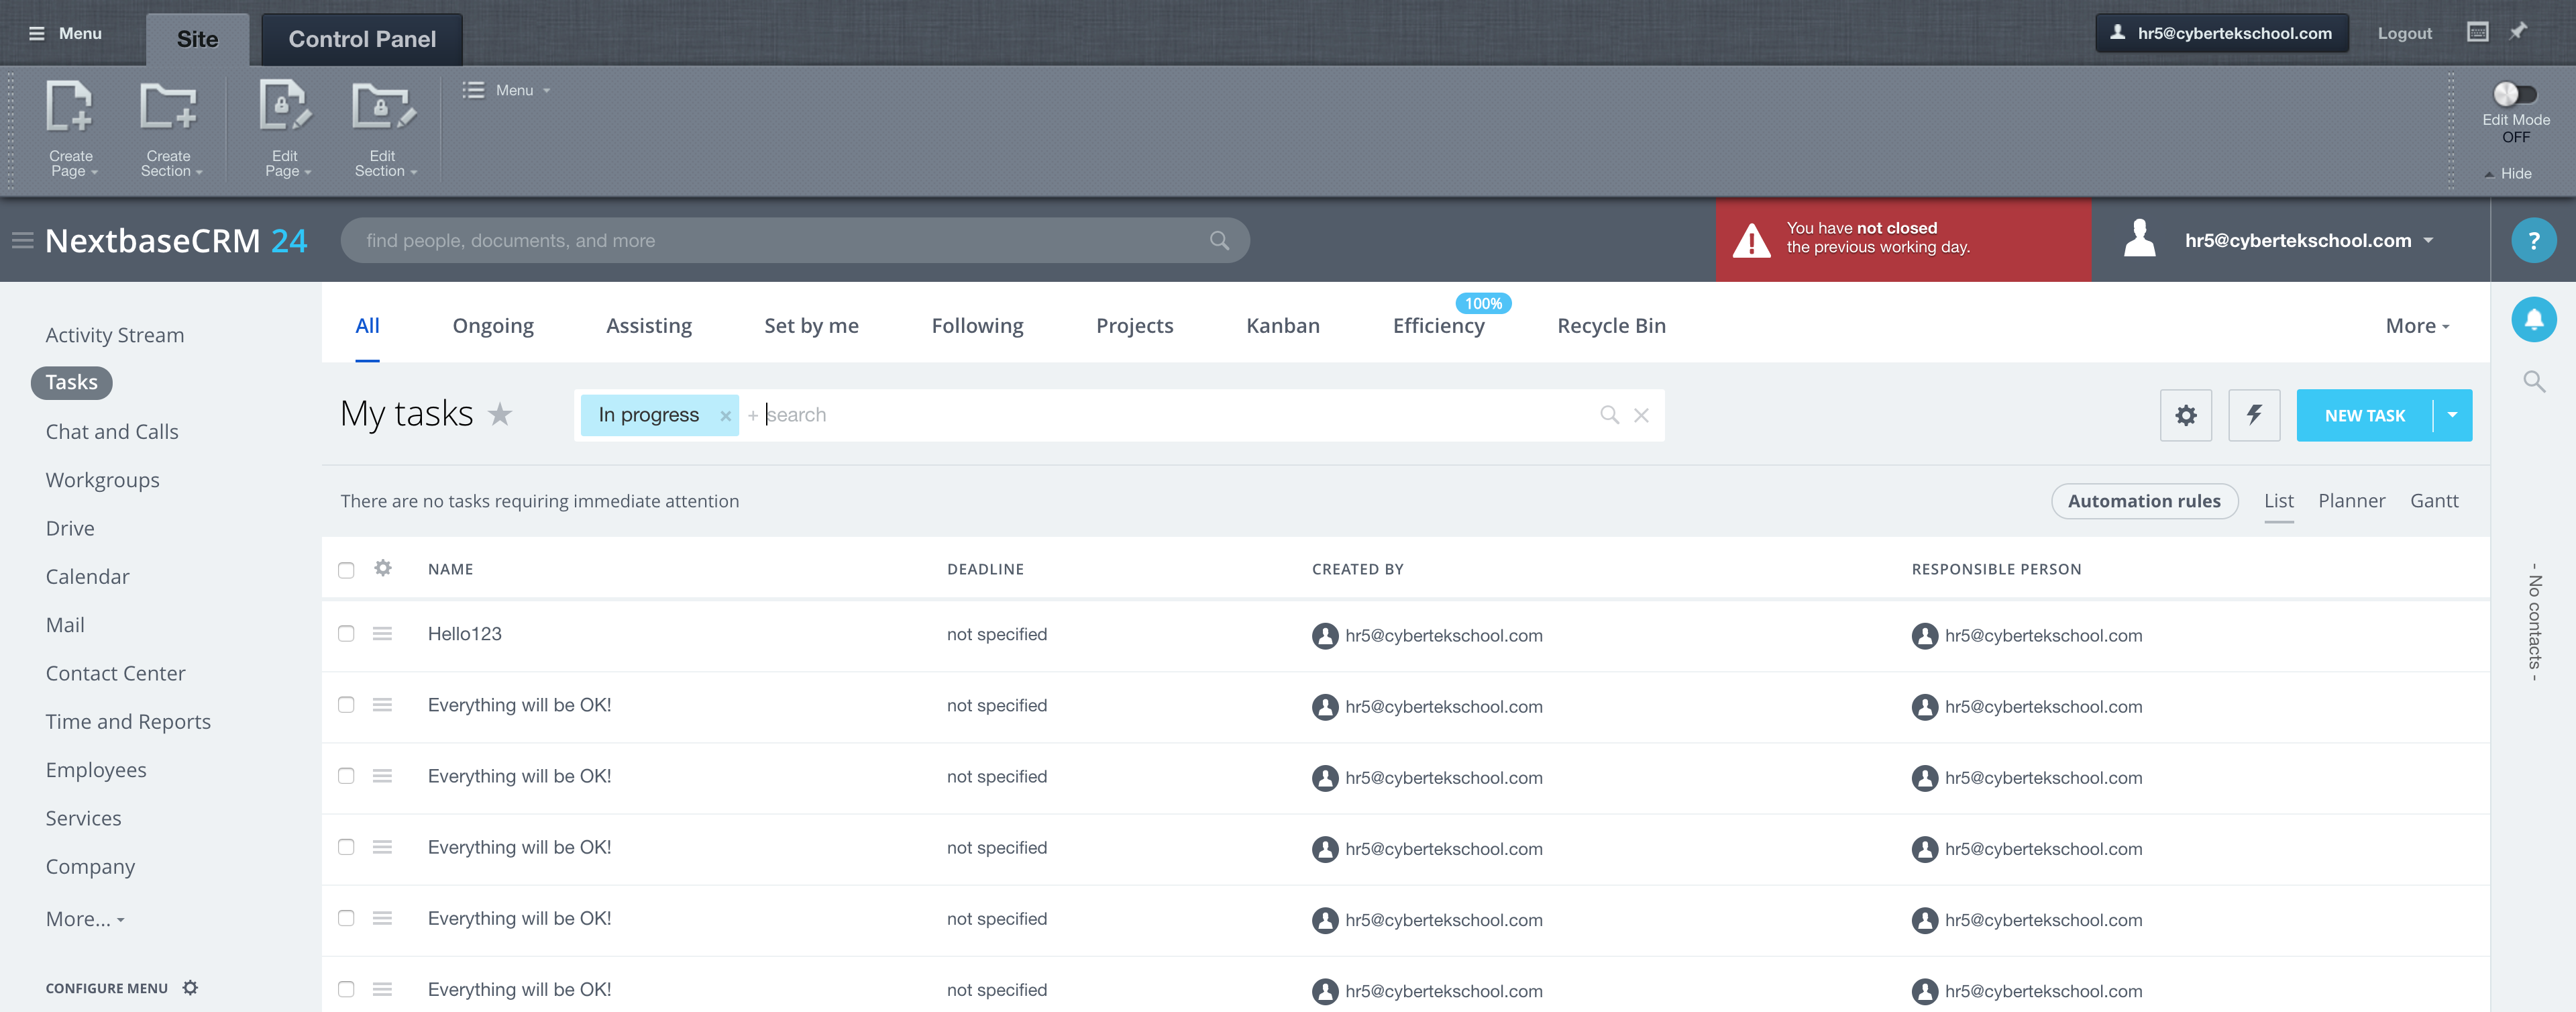 Menu
Site
Control Panel
hr5@cybertekschool.com
Logout
Create
Page
Create
Section
Edit
Page
Edit
Section
Menu
Edit Mode
OFF
Hide
NextbaseCRM 24
find people, documents, and more
You have not closed
the previous working day.
hr5@cybertekschool.com
?
Activity Stream
Tasks
Chat and Calls
Workgroups
Drive
Calendar
Mail
Contact Center
Time and Reports
Employees
Services
Company
More...
CONFIGURE MENU
All
Ongoing
Assisting
Set by me
Following
Projects
Kanban
Efficiency
100%
Recycle Bin
More
My tasks
In progress
+ search
NEW TASK
There are no tasks requiring immediate attention
Automation rules
List
Planner
Gantt
NAME DEADLINE CREATED BY RESPONSIBLE PERSON
Hello123 not specified hr5@cybertekschool.com hr5@cybertekschool.com
Everything will be OK! not specified hr5@cybertekschool.com hr5@cybertekschool.com
Everything will be OK! not specified hr5@cybertekschool.com hr5@cybertekschool.com
Everything will be OK! not specified hr5@cybertekschool.com hr5@cybertekschool.com
Everything will be OK! not specified hr5@cybertekschool.com hr5@cybertekschool.com
Everything will be OK! not specified hr5@cybertekschool.com hr5@cybertekschool.com
- No contacts -